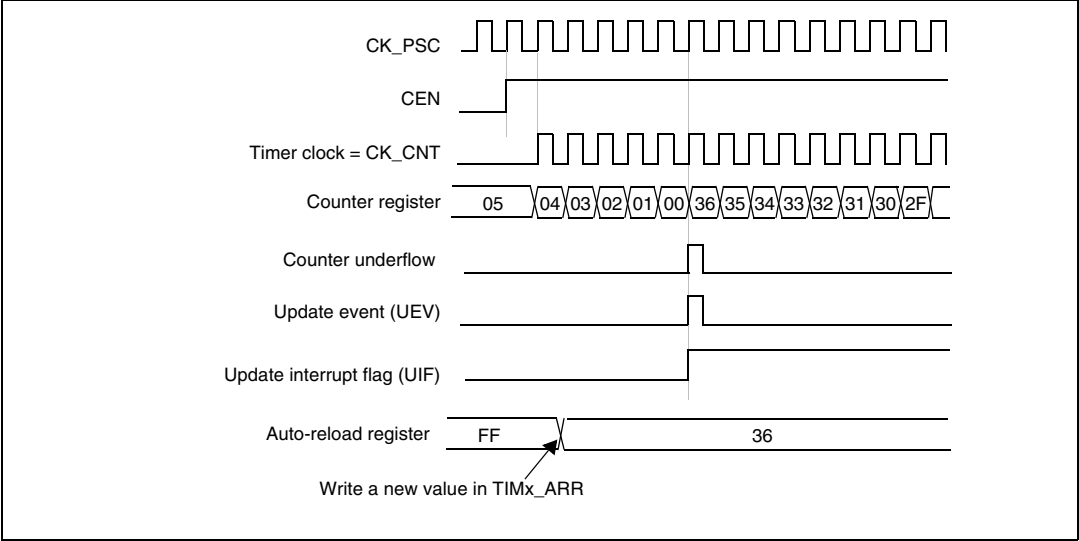 CK_PSC
CEN
Timer clock = CK_CNT
Counter register 05 04 03 02 01 00 36 35 34 33 32 31 30 2F
Counter underflow
Update event (UEV)
Update interrupt flag (UIF)
Auto-reload register FF 36
Write a new value in TIMx_ARR